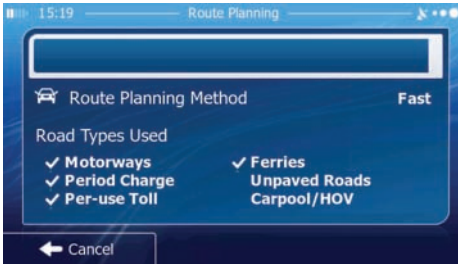 15:19 Route Planning
Route Planning Method Fast
Road Types Used
Motorways Ferries
Period Charge Unpaved Roads
Per-use Toll Carpool/HOV
Cancel